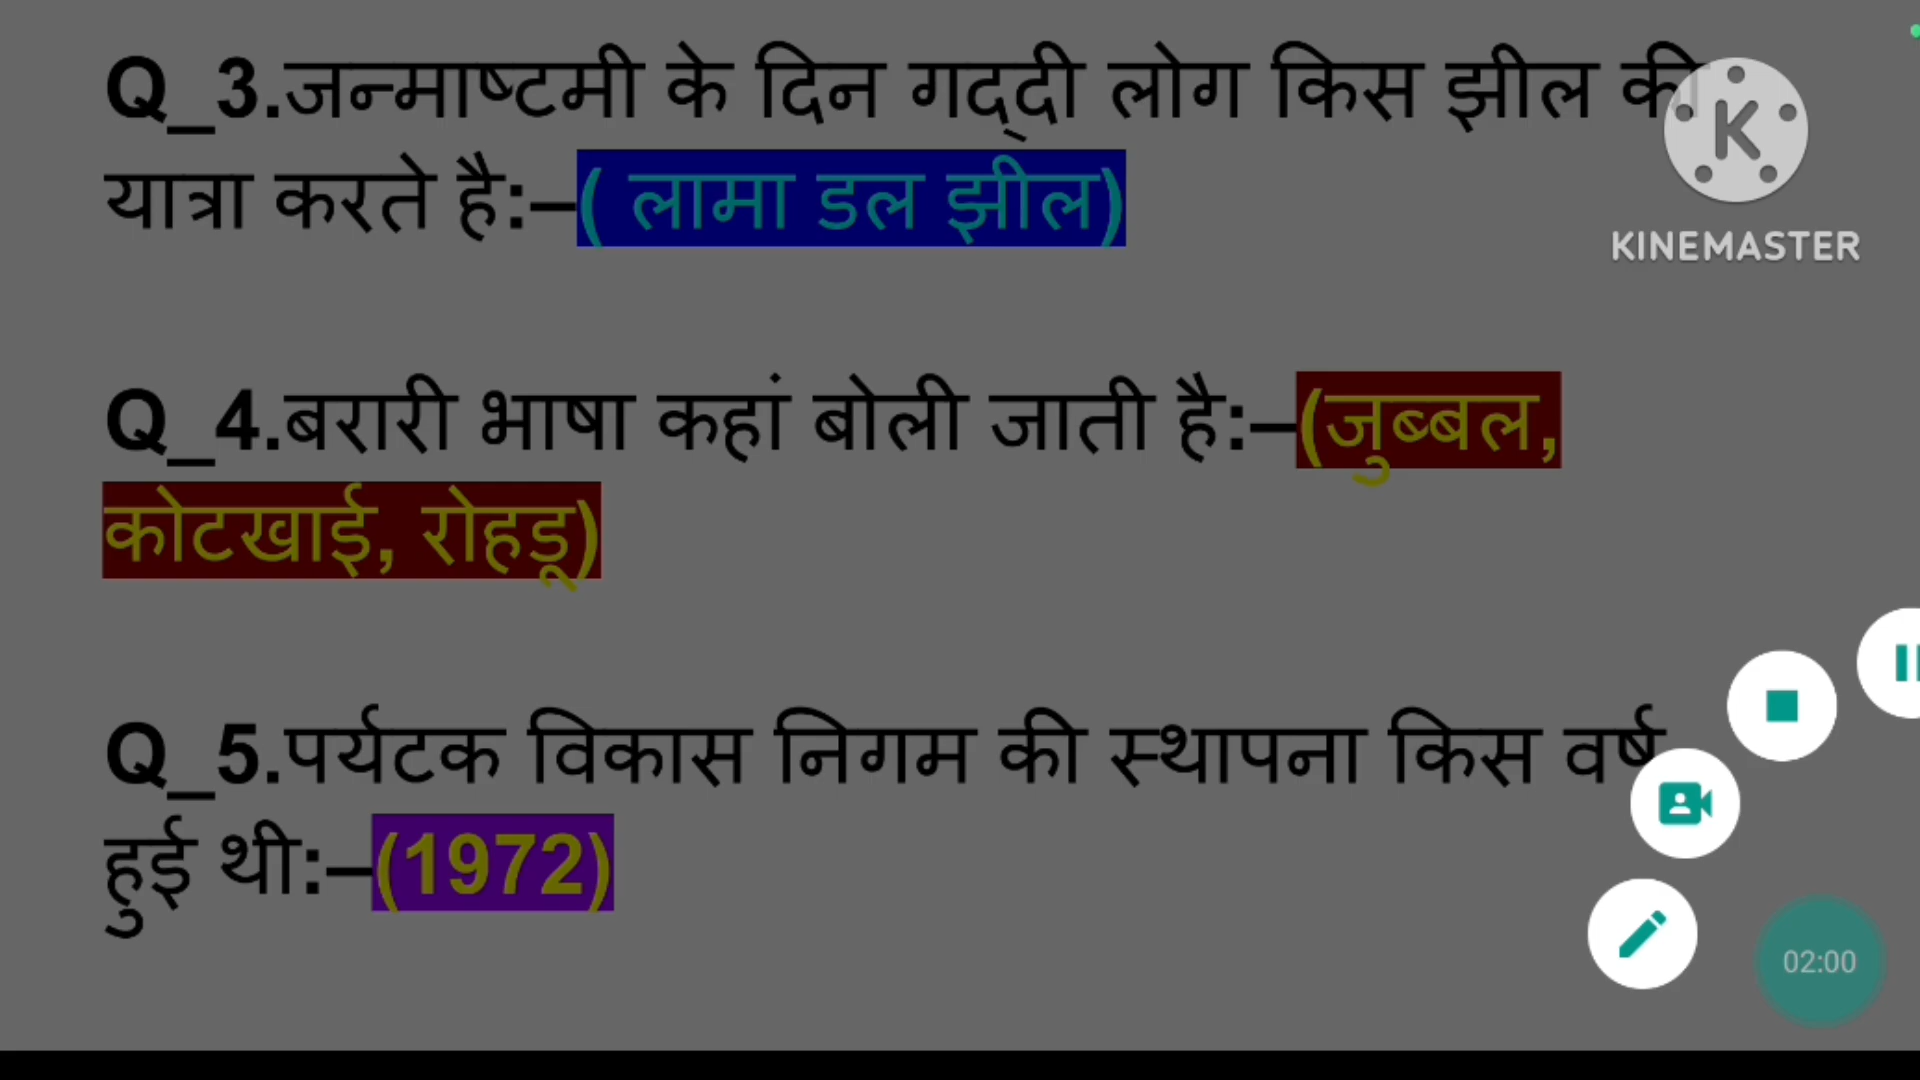 Q_3.जन्माष्टमी के दिन गद्दी लोग किस झील की
यात्रा करते है:–( लामा डल झील)
KINEMASTER
Q_4.बरारी भाषा कहां बोली जाती है:–(जुब्बल,
कोटखाई, रोहडू)
Q_5.पर्यटक विकास निगम की स्थापना किस वर्ष
हुई थी:–(1972)
02:00